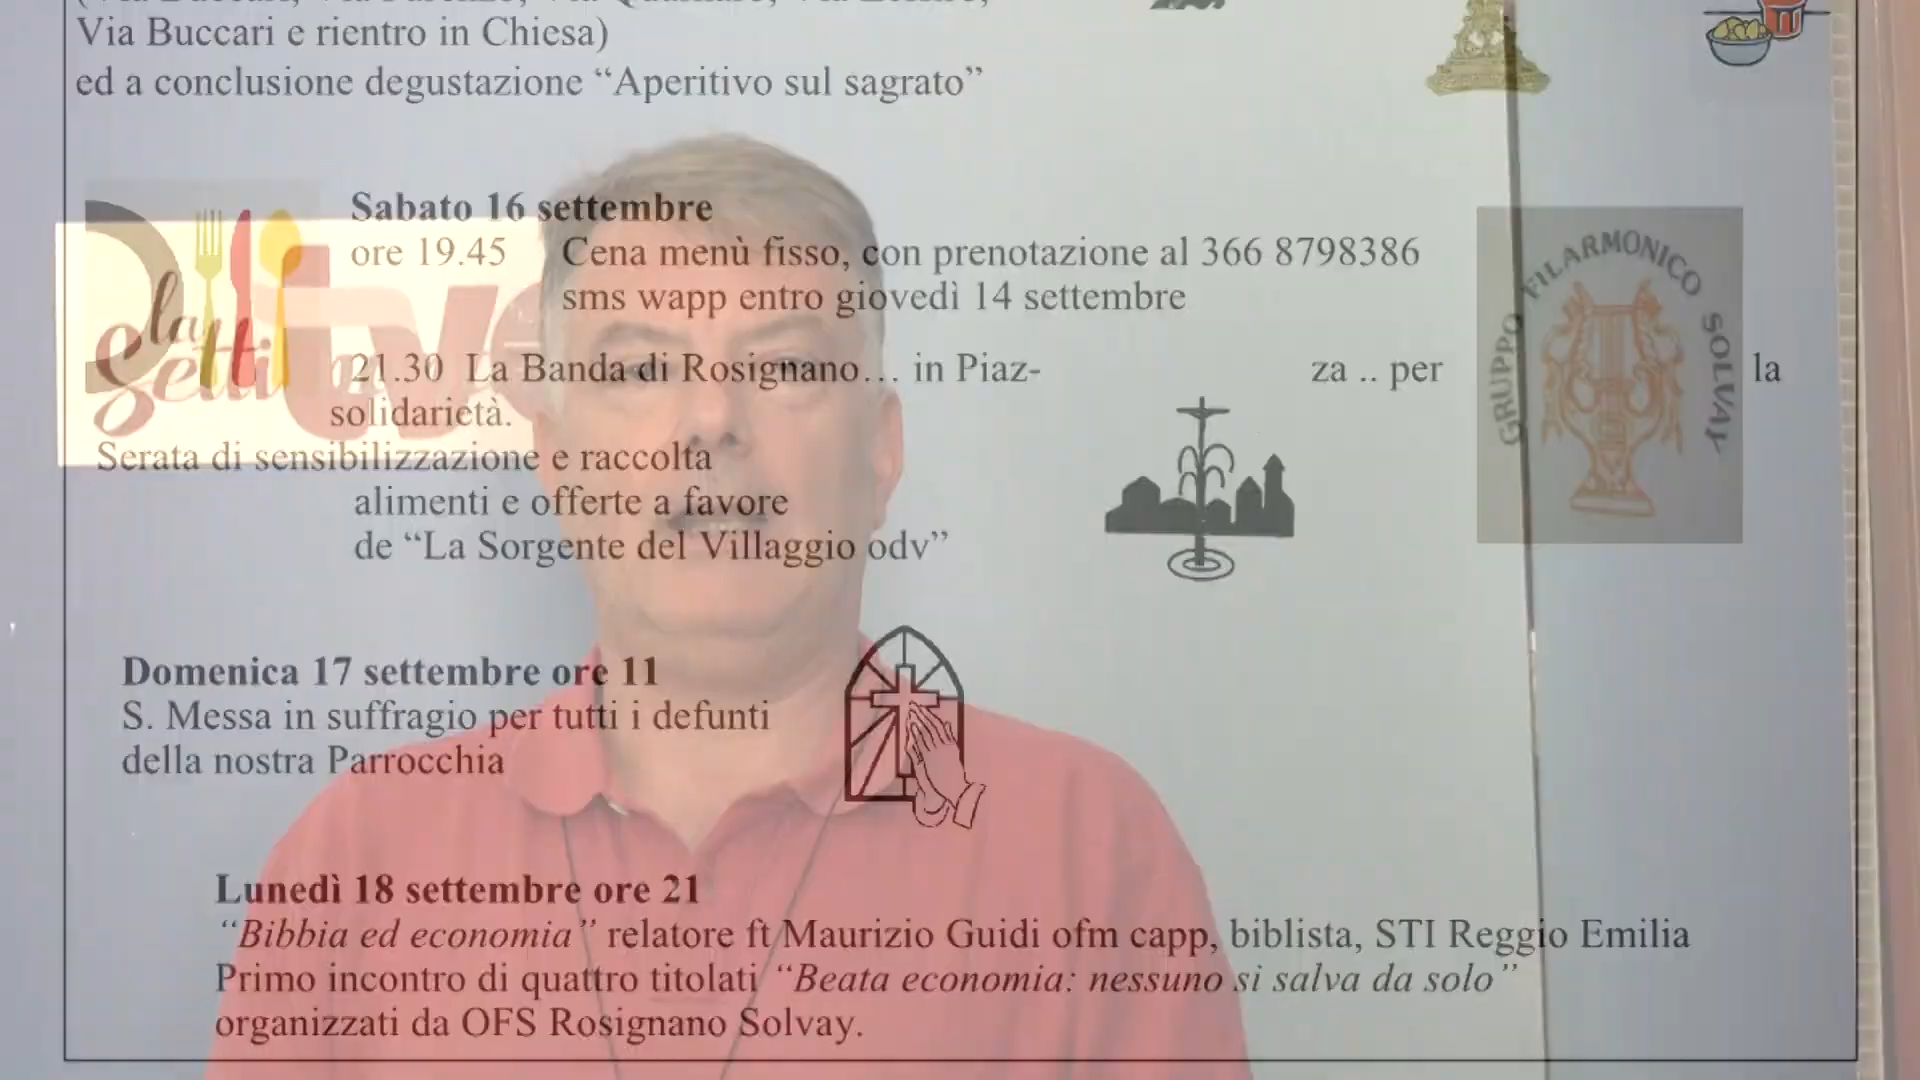 Via Buccari e rientro in Chiesa)
ed a conclusione degustazione “Aperitivo sul sagrato”
Sabato 16 settembre
ore 19.45 Cena menù fisso, con prenotazione al 366 8798386
sms wapp entro giovedì 14 settembre
21.30 La Banda di Rosignano… in Piaz- za .. per la
solidarietà.
Serata di sensibilizzazione e raccolta
alimenti e offerte a favore
de “La Sorgente del Villaggio odv”
GRUPPO FILARMONICO SOLVAY
la
tv
Domenica 17 settembre ore 11
S. Messa in suffragio per tutti i defunti
della nostra Parrocchia
Lunedì 18 settembre ore 21
“Bibbia ed economia” relatore ft Maurizio Guidi ofm capp, biblista, STI Reggio Emilia
Primo incontro di quattro titolati “Beata economia: nessuno si salva da solo”
organizzati da OFS Rosignano Solvay.